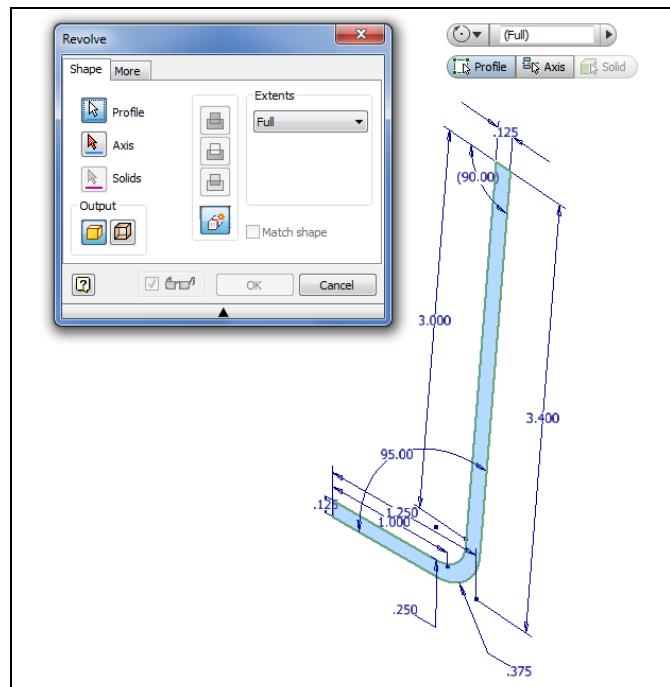 Revolve
Shape More
Profile
Axis
Solids
Output
Extents
Full
Match shape
OK
Cancel
(Full)
Profile Axis Solid
.125
(90.00)
3.000
3.400
95.00
.125
1.250
1.000
.250
.375